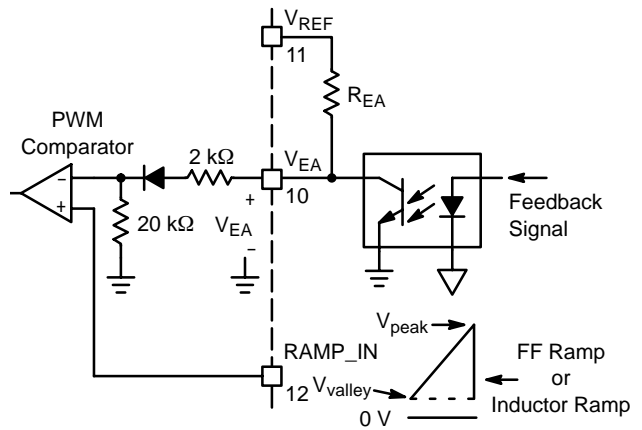 V_REF
11
R_EA
PWM
Comparator
2 kΩ
V_EA
10
−
+
20 kΩ
+
V_EA
−
Feedback
Signal
RAMP_IN
12
V_peak
V_valley
0 V
FF Ramp
or
Inductor Ramp